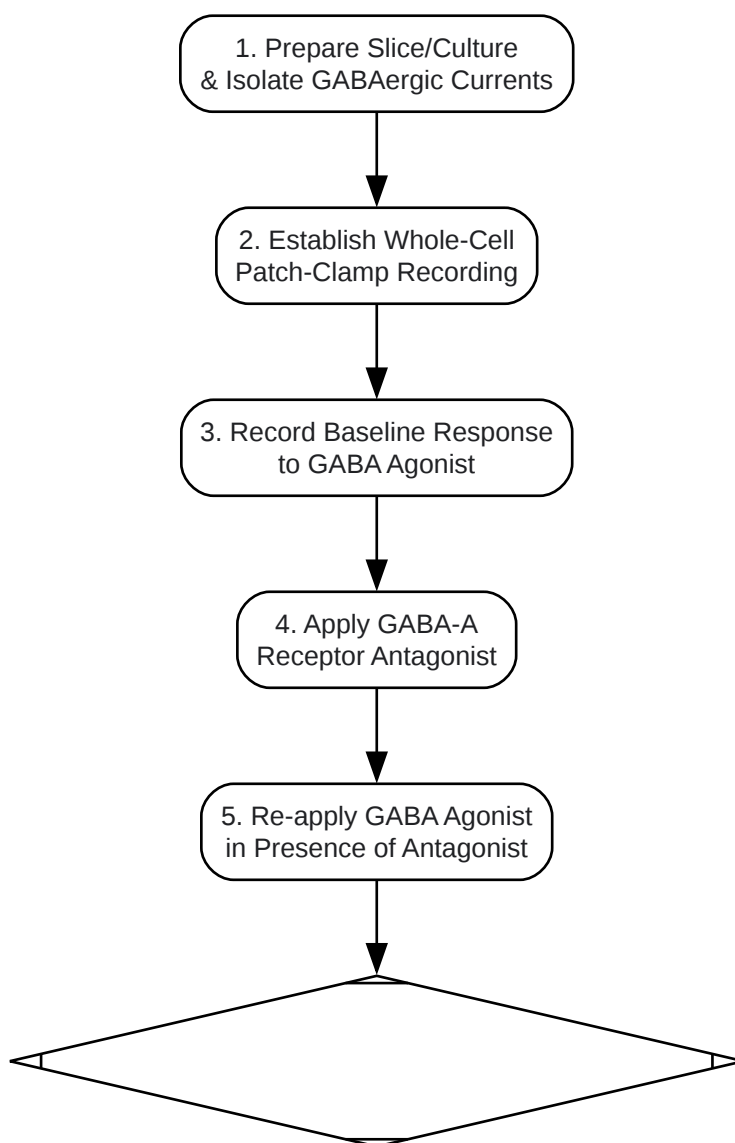 1. Prepare Slice/Culture
& Isolate GABAergic Currents
2. Establish Whole-Cell
Patch-Clamp Recording
3. Record Baseline Response
to GABA Agonist
4. Apply GABA-A
Receptor Antagonist
5. Re-apply GABA Agonist
in Presence of Antagonist